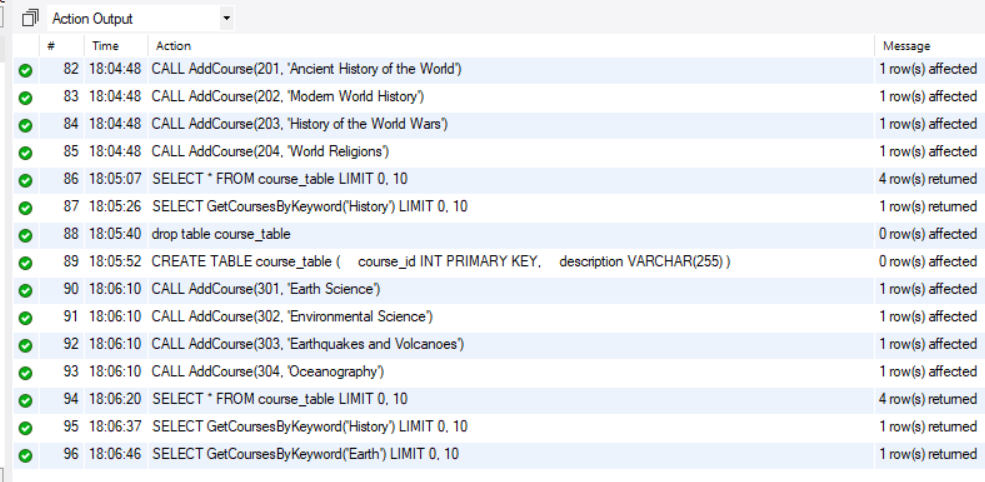 Action Output
# Time Action Message
82 18:04:48 CALL AddCourse(201, 'Ancient History of the World') 1 row(s) affected
83 18:04:48 CALL AddCourse(202, 'Modern World History') 1 row(s) affected
84 18:04:48 CALL AddCourse(203, 'History of the World Wars') 1 row(s) affected
85 18:04:48 CALL AddCourse(204, 'World Religions') 1 row(s) affected
86 18:05:07 SELECT * FROM course_table LIMIT 0, 10 4 row(s) returned
87 18:05:26 SELECT GetCoursesByKeyword('History') LIMIT 0, 10 1 row(s) returned
88 18:05:40 drop table course_table 0 row(s) affected
89 18:05:52 CREATE TABLE course_table ( course_id INT PRIMARY KEY, description VARCHAR(255) ) 0 row(s) affected
90 18:06:10 CALL AddCourse(301, 'Earth Science') 1 row(s) affected
91 18:06:10 CALL AddCourse(302, 'Environmental Science') 1 row(s) affected
92 18:06:10 CALL AddCourse(303, 'Earthquakes and Volcanoes') 1 row(s) affected
93 18:06:10 CALL AddCourse(304, 'Oceanography') 1 row(s) affected
94 18:06:20 SELECT * FROM course_table LIMIT 0, 10 4 row(s) returned
95 18:06:37 SELECT GetCoursesByKeyword('History') LIMIT 0, 10 1 row(s) returned
96 18:06:46 SELECT GetCoursesByKeyword('Earth') LIMIT 0, 10 1 row(s) returned